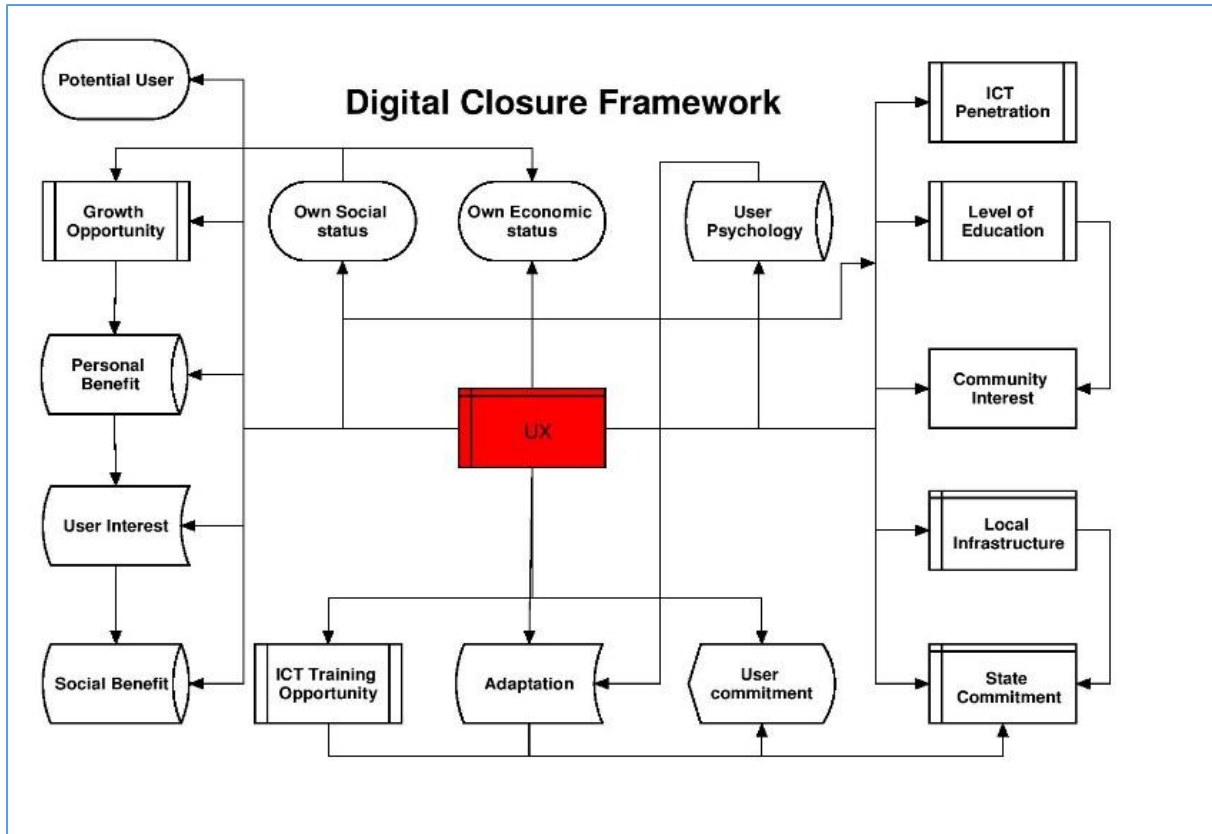 Potential User
Digital Closure Framework
ICT
Penetration
Growth
Opportunity
Own Social
status
Own Economic
status
User
Psychology
Level of
Education
Personal
Benefit
Community
Interest
UX
User Interest
Local
Infrastructure
Social Benefit
ICT Training
Opportunity
Adaptation
User
commitment
State
Commitment